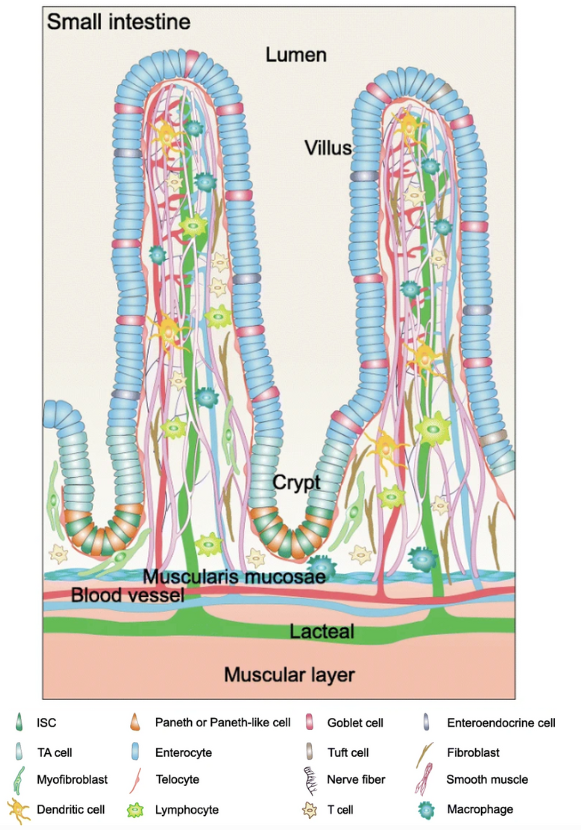 Small intestine
Lumen
Villus
Crypt
Muscularis mucosae
Blood vessel
Lacteal
Muscular layer
ISC
Paneth or Paneth-like cell
Goblet cell
Enteroendocrine cell
TA cell
Enterocyte
Tuft cell
Fibroblast
Myofibroblast
Telocyte
Nerve fiber
Smooth muscle
Dendritic cell
Lymphocyte
T cell
Macrophage